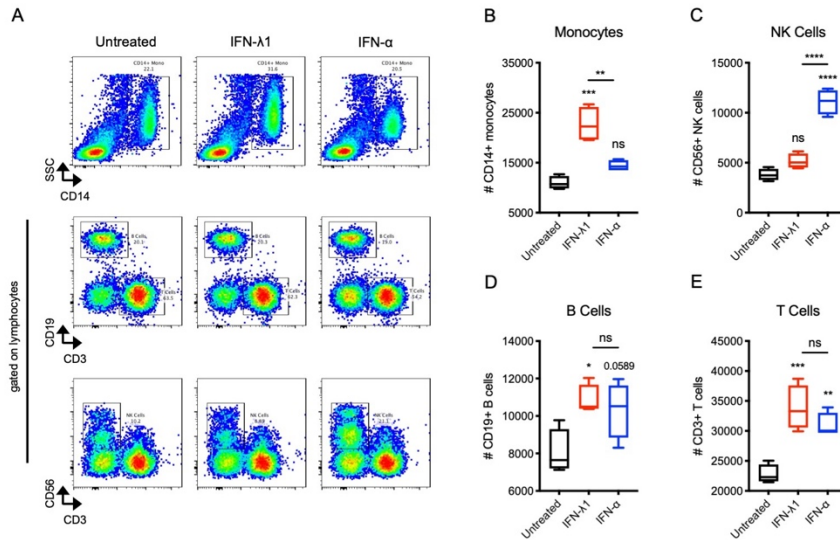 A
Untreated
IFN-λ1
IFN-α
CD14+ Mono
22.1
CD14+ Mono
31.6
CD14+ Mono
20.5
SSC
CD14
gated on lymphocytes
B Cells
20.1
B Cells
B Cells
T Cells
T Cells
T Cells
CD19
CD3
NK Cells
10.2
NK Cells
NK Cells
CD56
CD3
B
Monocytes
# CD14+ monocytes
35000
25000
15000
5000
***
**
ns
Untreated
IFN-λ1
IFN-α
C
NK Cells
# CD56+ NK cells
15000
10000
5000
0
ns
****
****
Untreated
IFN-λ1
IFN-α
D
B Cells
# CD19+ B cells
14000
12000
10000
8000
6000
ns
*
0.0589
Untreated
IFN-λ1
IFN-α
E
T Cells
# CD3+ T cells
45000
40000
35000
30000
25000
20000
ns
***
**
Untreated
IFN-λ1
IFN-α